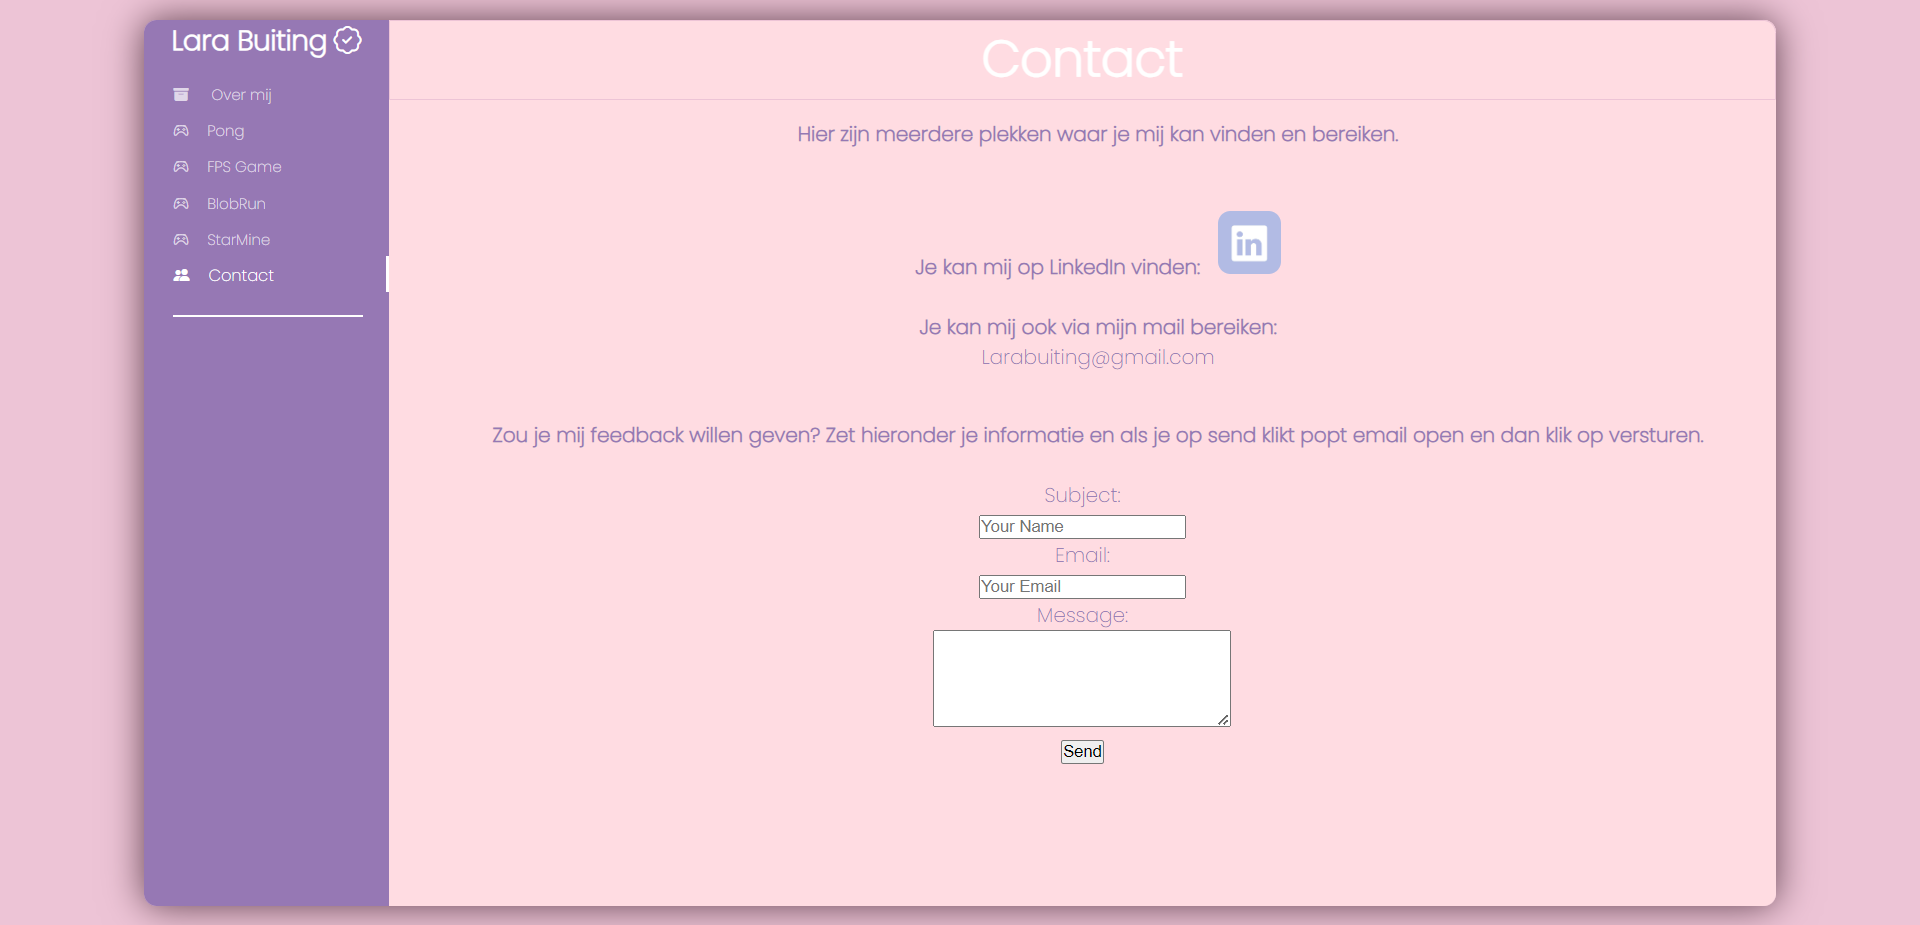 Lara Buiting
Over mij
Pong
FPS Game
BlobRun
StarMine
Contact
Contact
Hier zijn meerdere plekken waar je mij kan vinden en bereiken.
Je kan mij op LinkedIn vinden: in
Je kan mij ook via mijn mail bereiken:
Larabuiting@gmail.com
Zou je mij feedback willen geven? Zet hieronder je informatie en als je op send klikt popt email open en dan klik op versturen.
Subject:
Your Name
Email:
Your Email
Message:
Send